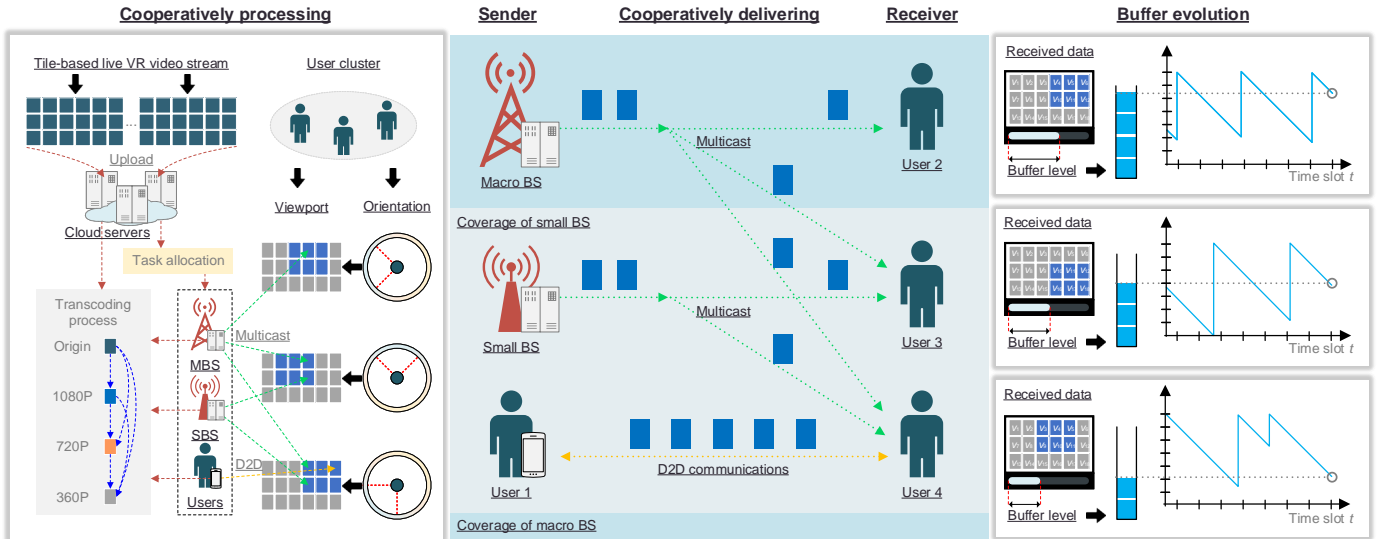 Cooperatively processing
Sender
Cooperatively delivering
Receiver
Buffer evolution
Tile-based live VR video stream
User cluster
Upload
Cloud servers
Viewport
Orientation
Task allocation
Transcoding
process
Origin
1080P
720P
360P
MBS
SBS
Users
Multicast
D2D
Macro BS
Multicast
User 2
Coverage of small BS
Small BS
Multicast
User 3
User 1
D2D communications
User 4
Coverage of macro BS
Received data
Buffer level
Time slot t
Received data
Buffer level
Time slot t
Received data
Buffer level
Time slot t